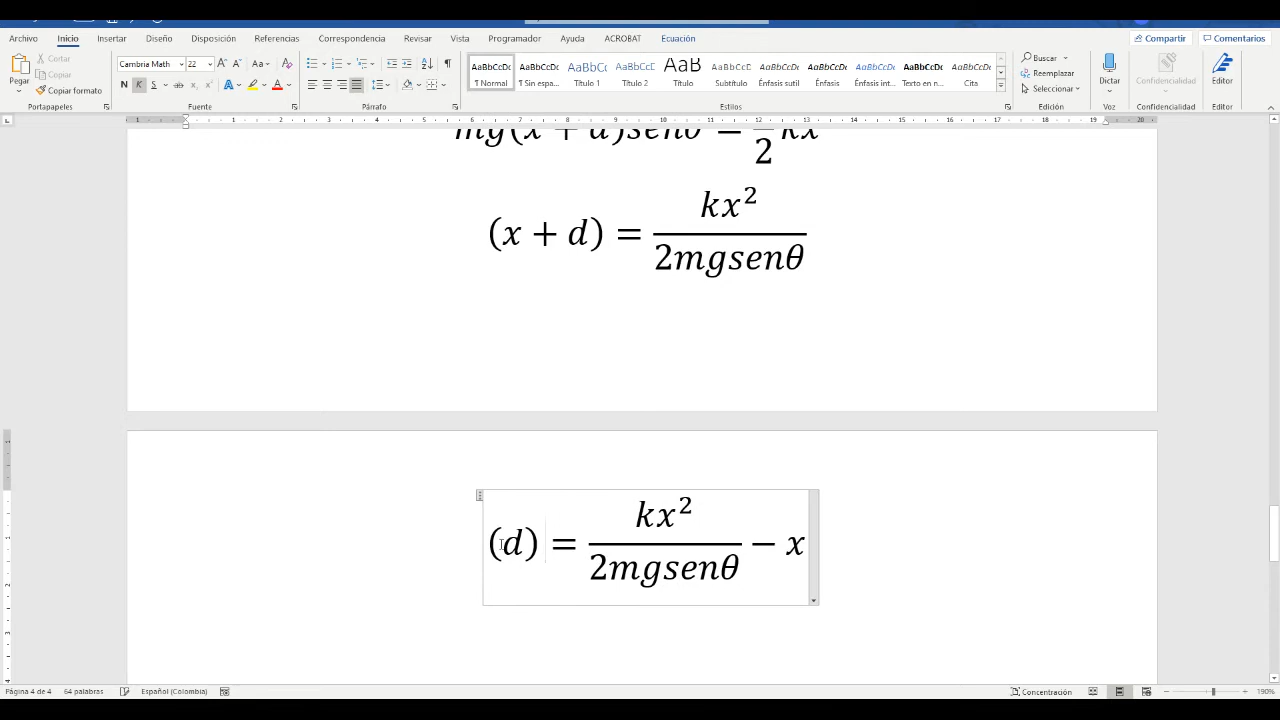 Archivo Inicio Insertar Diseño Disposición Referencias Correspondencia Revisar Vista Programador Ayuda ACROBAT Ecuación Compartir Comentarios
Pegar
Cortar
Copiar
Copiar formato
Portapapeles
Cambria Math 22
N K S
Fuente
Párrafo
AaBbCcDc AaBbCcDc AaBbCc AaBbCcD AaB AaBbCcD AaBbCcDc AaBbCcDc AaBbCcDc AaBbCcDc AaBbCcDc
¶ Normal ¶ Sin espa... Título 1 Título 2 Título Subtítulo Énfasis sutil Énfasis Énfasis int... Texto en n... Cita
Estilos
Buscar
Reemplazar
Seleccionar
Edición
Dictar
Voz
Confidencialidad
Confidencialidad
Editor
Editor
2
(x + d) = kx² / 2mgsenθ
(d) = kx² / 2mgsenθ − x
Página 4 de 4 64 palabras Español (Colombia) Concentración 190%